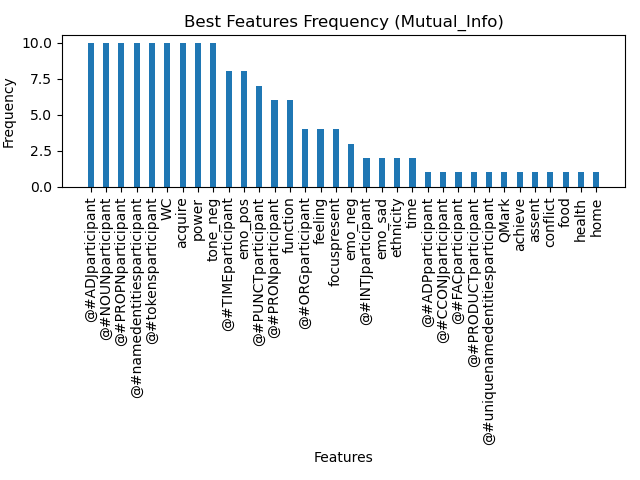 Best Features Frequency (Mutual_Info)
Frequency
10.0
7.5
5.0
2.5
0.0
@#ADJparticipant
@#NOUNparticipant
@#PROPNparticipant
@#namedentitiesparticipant
@#tokensparticipant
WC
acquire
power
tone_neg
@#TIMEparticipant
emo_pos
@#PUNCTparticipant
@#PRONparticipant
function
@#ORGparticipant
feeling
focuspresent
emo_neg
@#INTJparticipant
emo_sad
ethnicity
time
@#ADPparticipant
@#CCONJparticipant
@#FACparticipant
@#PRODUCTparticipant
@#uniquenamedentitiesparticipant
QMark
achieve
assent
conflict
food
health
home
Features